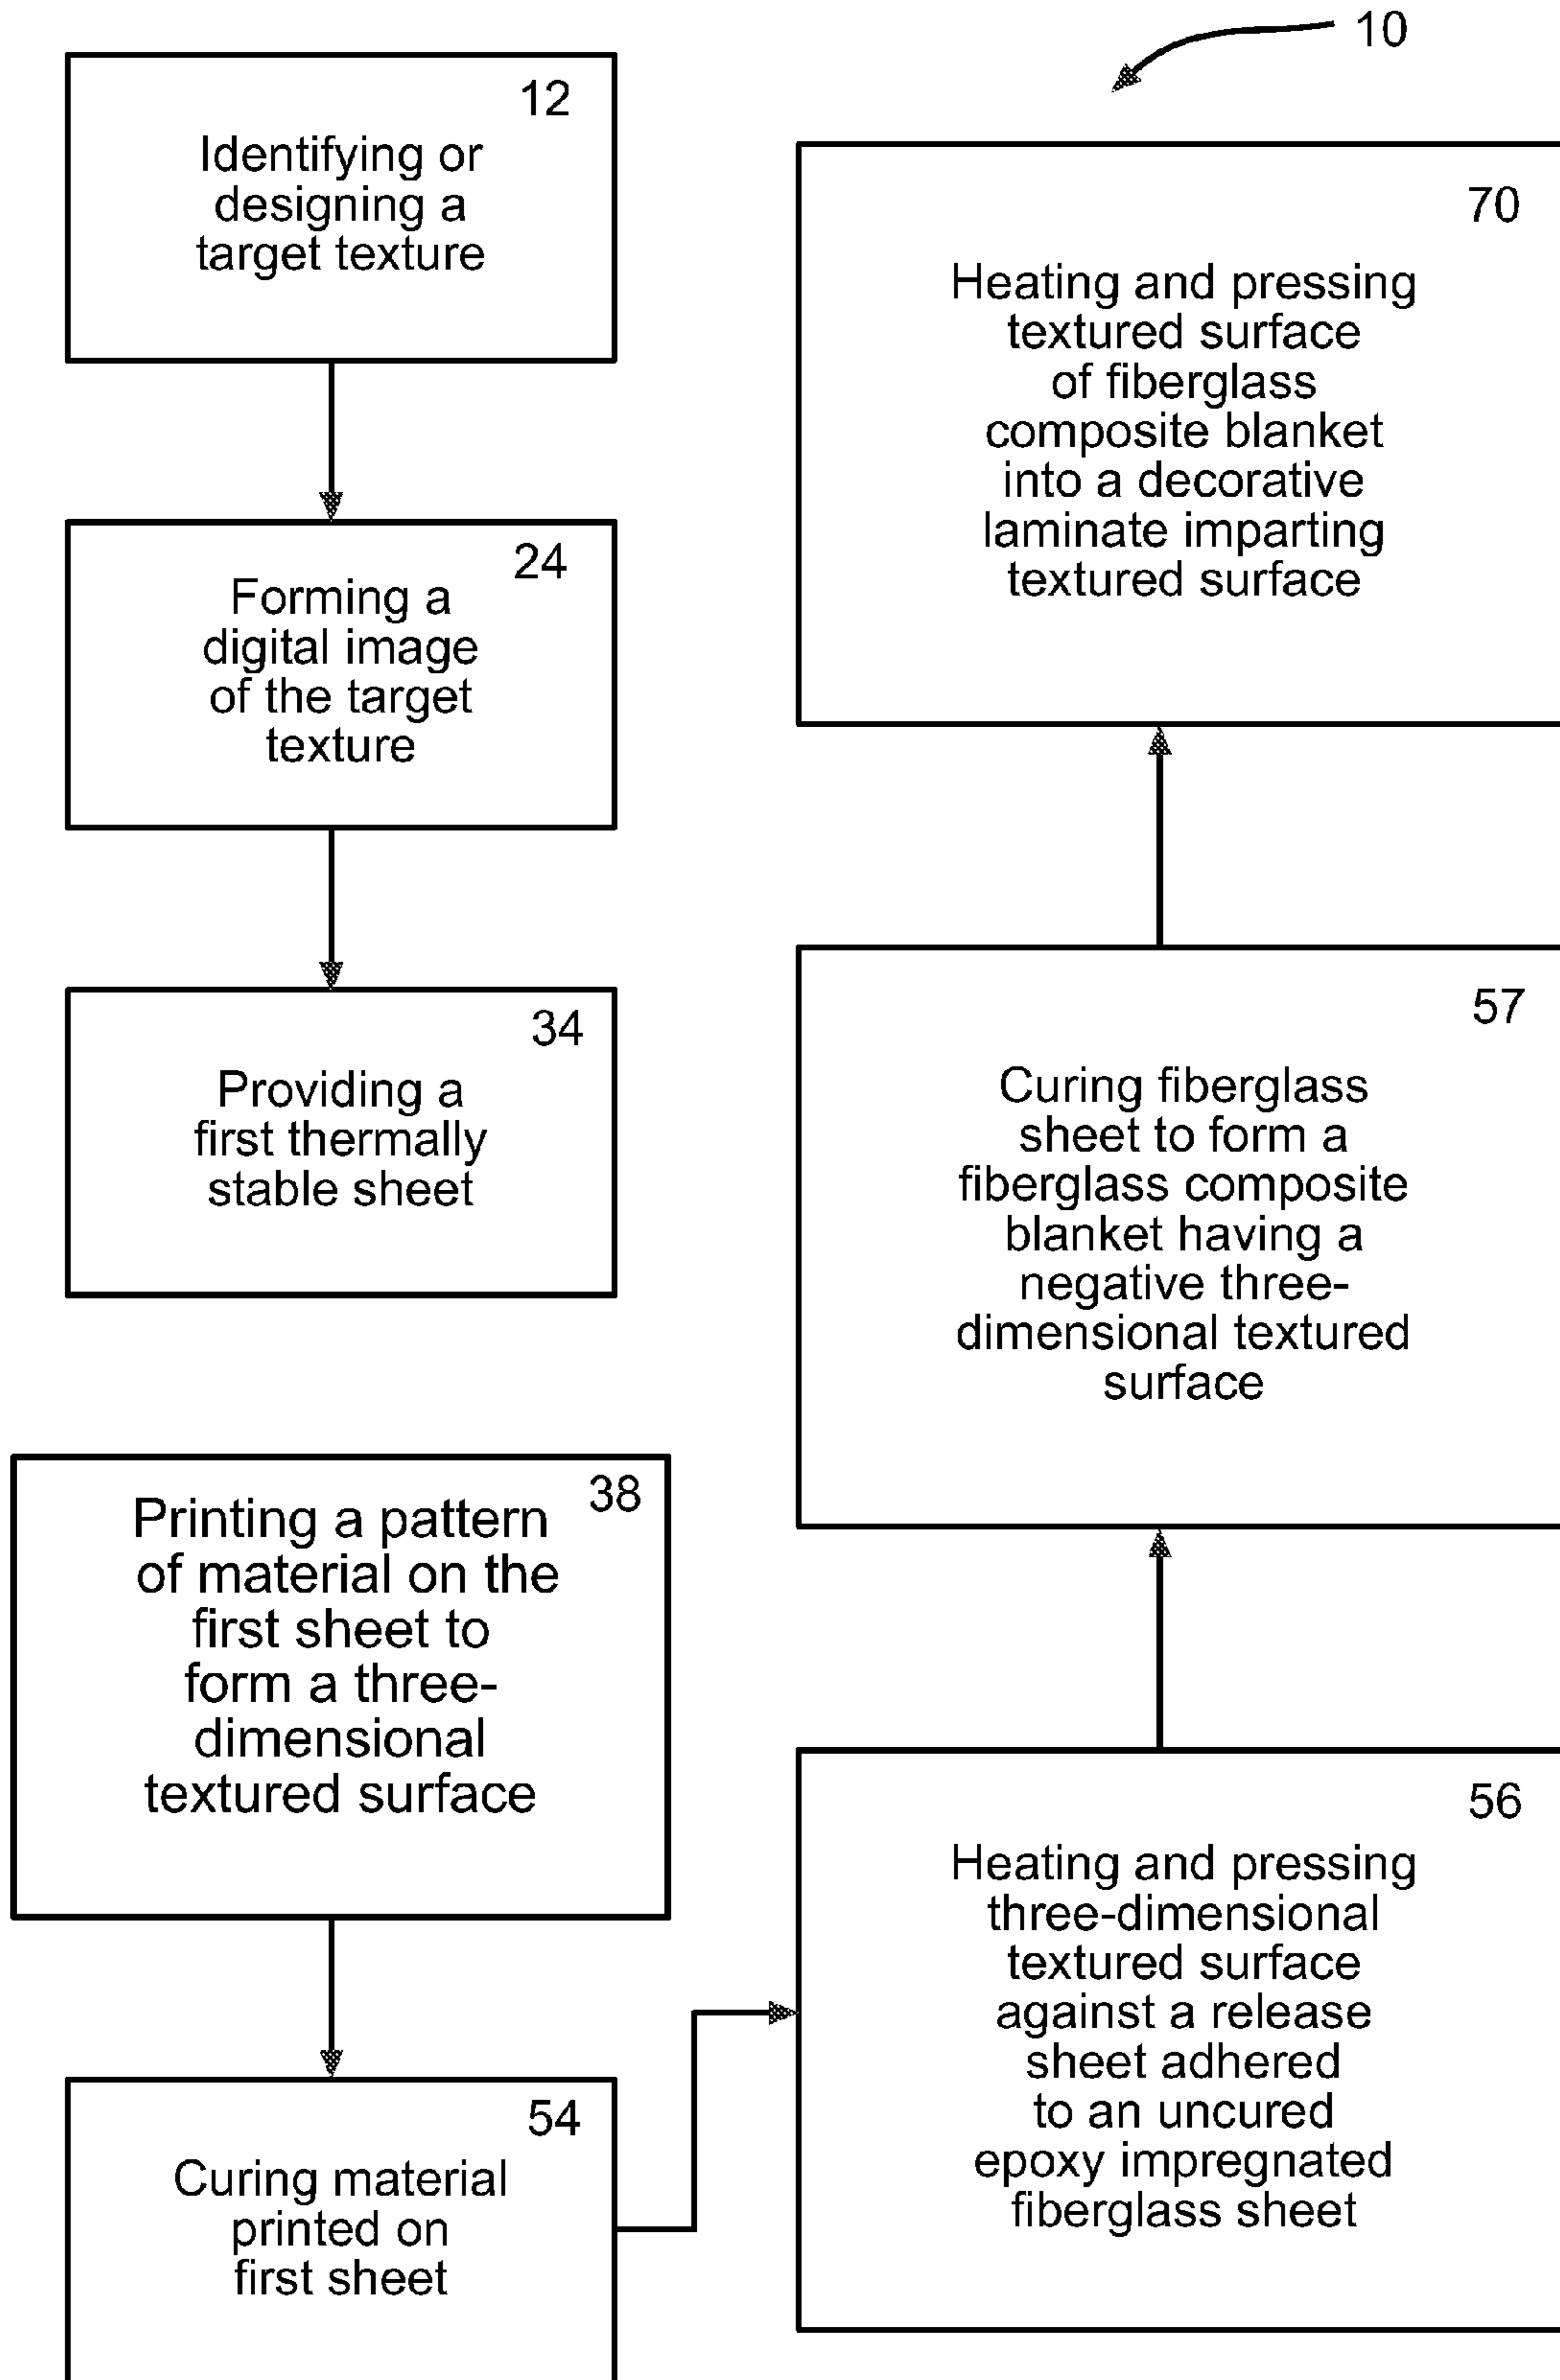 10
12
Identifying or
designing a
target texture
24
Forming a
digital image
of the target
texture
34
Providing a
first thermally
stable sheet
38
Printing a pattern
of material on the
first sheet to
form a three-
dimensional
textured surface
54
Curing material
printed on
first sheet
56
Heating and pressing
three-dimensional
textured surface
against a release
sheet adhered
to an uncured
epoxy impregnated
fiberglass sheet
57
Curing fiberglass
sheet to form a
fiberglass composite
blanket having a
negative three-
dimensional textured
surface
70
Heating and pressing
textured surface
of fiberglass
composite blanket
into a decorative
laminate imparting
textured surface